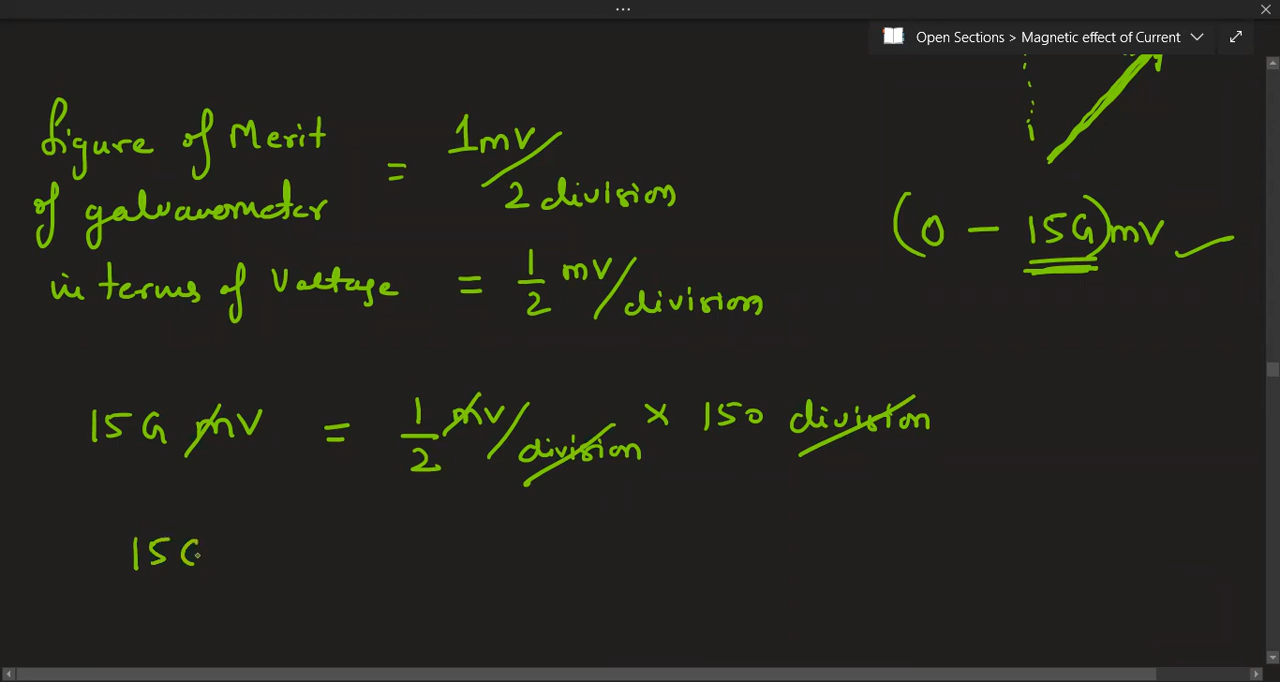 ...
Open Sections > Magnetic effect of Current
figure of Merit = 1mV/2 division
of galvanometer
(0 - 15G)mV
in terms of Voltage = 1/2 mV/division
15G mV = 1/2 mV/division × 150 division
15G